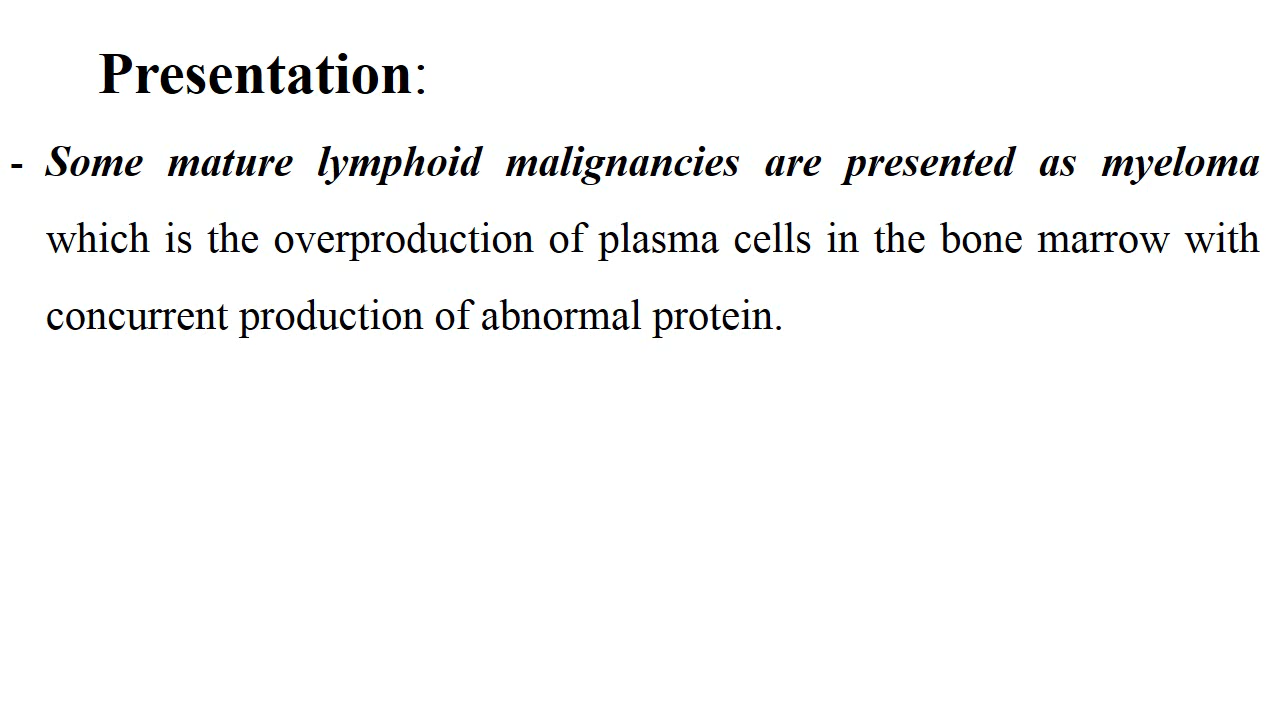 Presentation:
- Some mature lymphoid malignancies are presented as myeloma
which is the overproduction of plasma cells in the bone marrow with
concurrent production of abnormal protein.